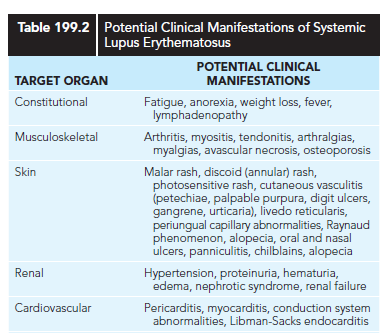 Table 199.2 Potential Clinical Manifestations of Systemic
Lupus Erythematosus
TARGET ORGAN
POTENTIAL CLINICAL
MANIFESTATIONS
Constitutional
Fatigue, anorexia, weight loss, fever,
lymphadenopathy
Musculoskeletal
Arthritis, myositis, tendonitis, arthralgias,
myalgias, avascular necrosis, osteoporosis
Skin
Malar rash, discoid (annular) rash,
photosensitive rash, cutaneous vasculitis
(petechiae, palpable purpura, digit ulcers,
gangrene, urticaria), livedo reticularis,
periungual capillary abnormalities, Raynaud
phenomenon, alopecia, oral and nasal
ulcers, panniculitis, chilblains, alopecia
Renal
Hypertension, proteinuria, hematuria,
edema, nephrotic syndrome, renal failure
Cardiovascular
Pericarditis, myocarditis, conduction system
abnormalities, Libman-Sacks endocarditis